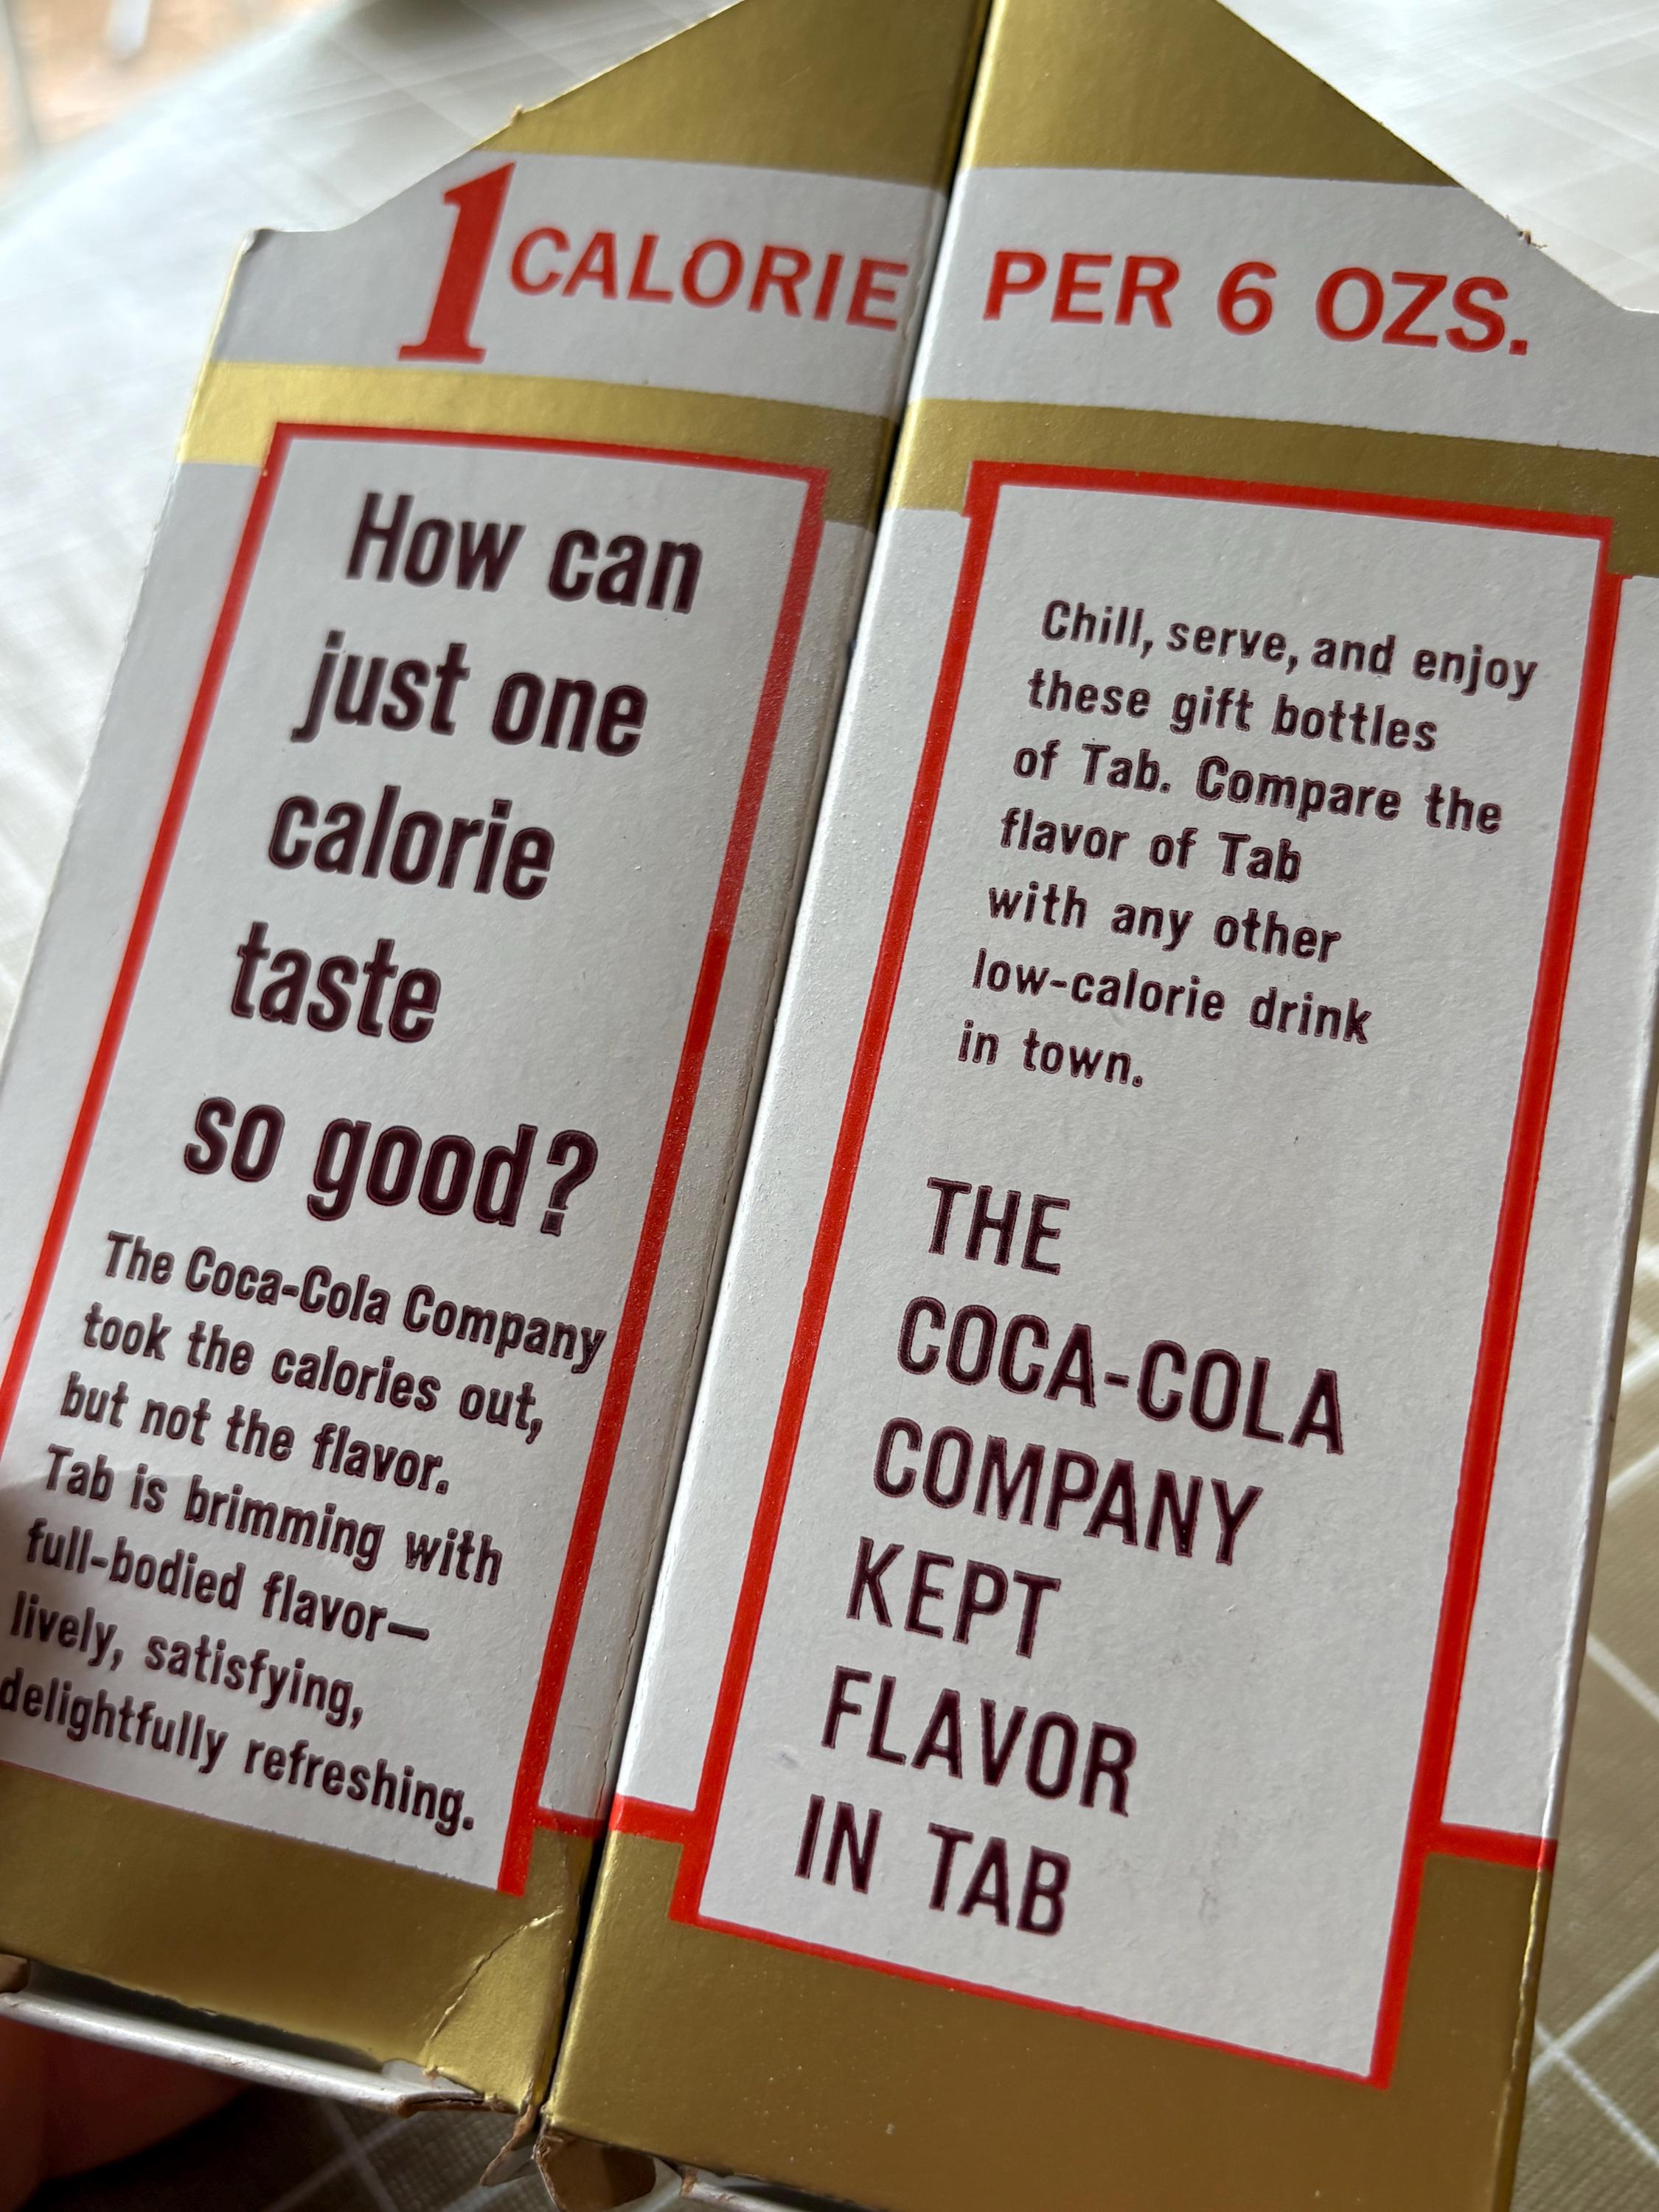 1 CALORIE PER 6 OZS.
How can
just one
calorie
taste
so good?
The Coca-Cola Company
took the calories out,
but not the flavor.
Tab is brimming with
full-bodied flavor—
lively, satisfying,
delightfully refreshing.
Chill, serve, and enjoy
these gift bottles
of Tab. Compare the
flavor of Tab
with any other
low-calorie drink
in town.
THE
COCA-COLA
COMPANY
KEPT
FLAVOR
IN TAB